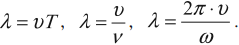 λ = υT,  λ = υ/ν,  λ = 2π · υ/ω.